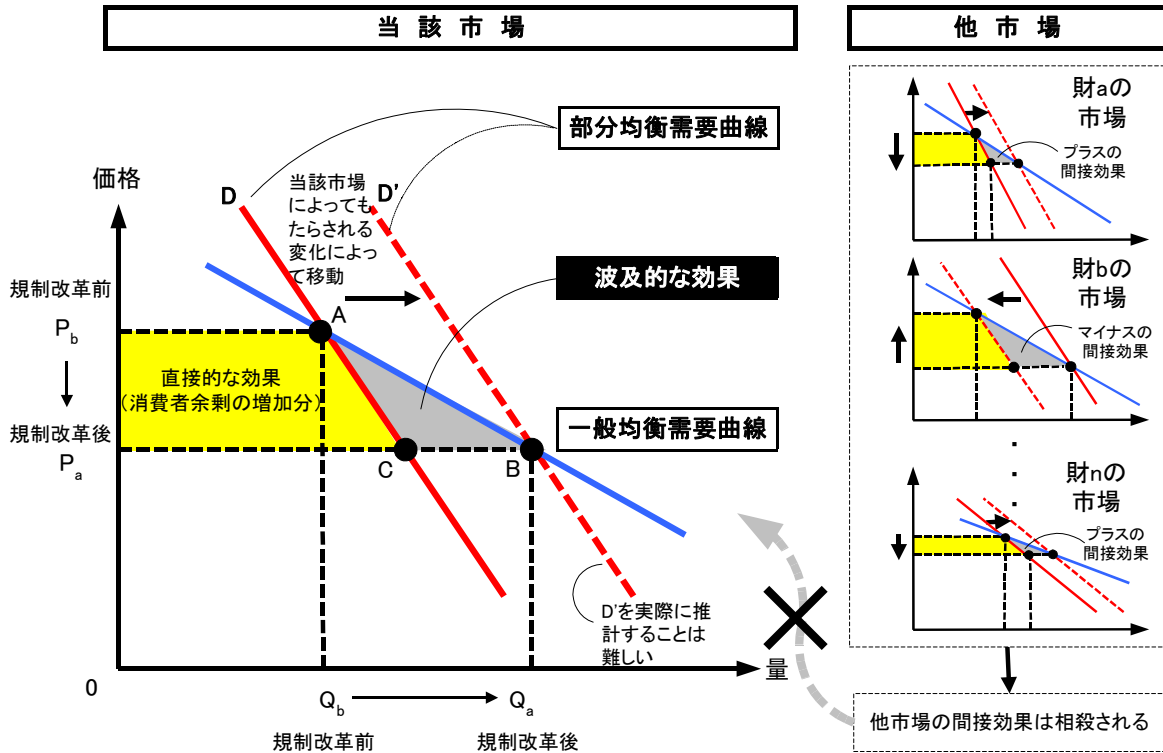 当 該 市 場
部分均衡需要曲線
価格
D
当該市場
によっても
たらされる
変化によっ
て移動
D'
波及的な効果
規制改革前
P_b
A
直接的な効果
（消費者余剰の増加分）
規制改革後
P_a
C
B
一般均衡需要曲線
D'を実際に推
計することは
難しい
0
量
Q_b
Q_a
規制改革前
規制改革後
他 市 場
財aの
市場
プラスの
間接効果
財bの
市場
マイナスの
間接効果
財nの
市場
プラスの
間接効果
他市場の間接効果は相殺される